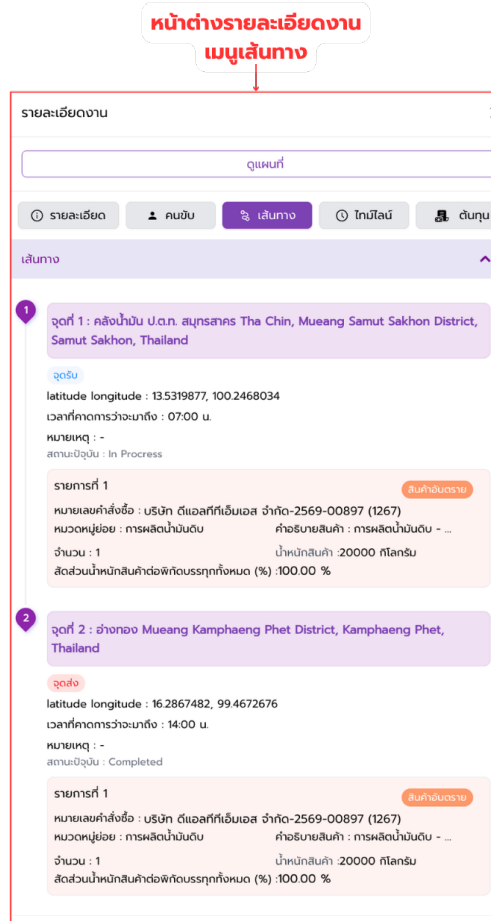 หน้าต่างรายละเอียดงาน
เมนูเส้นทาง
รายละเอียดงาน
ดูแผนที่
รายละเอียด คนขับ เส้นทาง ไทม์ไลน์ ต้นทุน
เส้นทาง
1
จุดที่ 1 : คลังน้ำมัน ป.ต.ท. สมุทรสาคร Tha Chin, Mueang Samut Sakhon District,
Samut Sakhon, Thailand
จุดรับ
latitude longitude : 13.5319877, 100.2468034
เวลาที่คาดการว่าจะมาถึง : 07:00 น.
หมายเหตุ : -
สถานะปัจุบัน : In Procress
รายการที่ 1 สินค้าอันตราย
หมายเลขคำสั่งซื้อ : บริษัท ดีแอลทีทีเอ็มเอส จำกัด-2569-00897 (1267)
หมวดหมู่ย่อย : การผลิตน้ำมันดิบ คำอธิบายสินค้า : การผลิตน้ำมันดิบ - ...
จำนวน : 1 น้ำหนักสินค้า :20000 กิโลกรัม
สัดส่วนน้ำหนักสินค้าต่อพิกัดบรรทุกทั้งหมด (%) :100.00 %
2
จุดที่ 2 : อ่างทอง Mueang Kamphaeng Phet District, Kamphaeng Phet,
Thailand
จุดส่ง
latitude longitude : 16.2867482, 99.4672676
เวลาที่คาดการว่าจะมาถึง : 14:00 น.
หมายเหตุ : -
สถานะปัจุบัน : Completed
รายการที่ 1 สินค้าอันตราย
หมายเลขคำสั่งซื้อ : บริษัท ดีแอลทีทีเอ็มเอส จำกัด-2569-00897 (1267)
หมวดหมู่ย่อย : การผลิตน้ำมันดิบ คำอธิบายสินค้า : การผลิตน้ำมันดิบ - ...
จำนวน : 1 น้ำหนักสินค้า :20000 กิโลกรัม
สัดส่วนน้ำหนักสินค้าต่อพิกัดบรรทุกทั้งหมด (%) :100.00 %